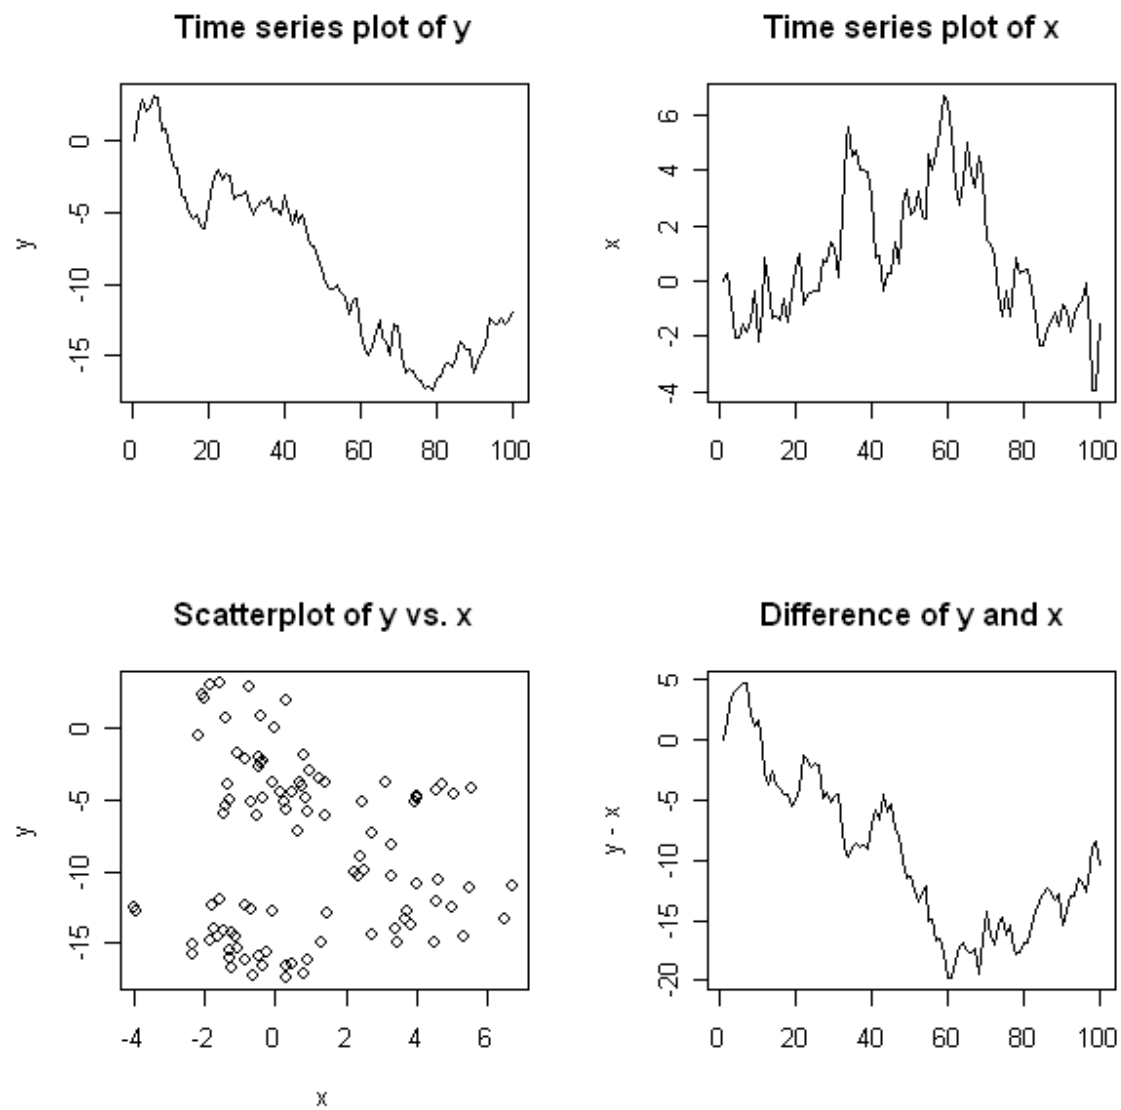 Time series plot of y
y
0
-5
-10
-15
0 20 40 60 80 100
Time series plot of x
x
6
4
2
0
-2
-4
0 20 40 60 80 100
Scatterplot of y vs. x
y
0
-5
-10
-15
-4 -2 0 2 4 6
x
Difference of y and x
y - x
5
0
-5
-10
-15
-20
0 20 40 60 80 100